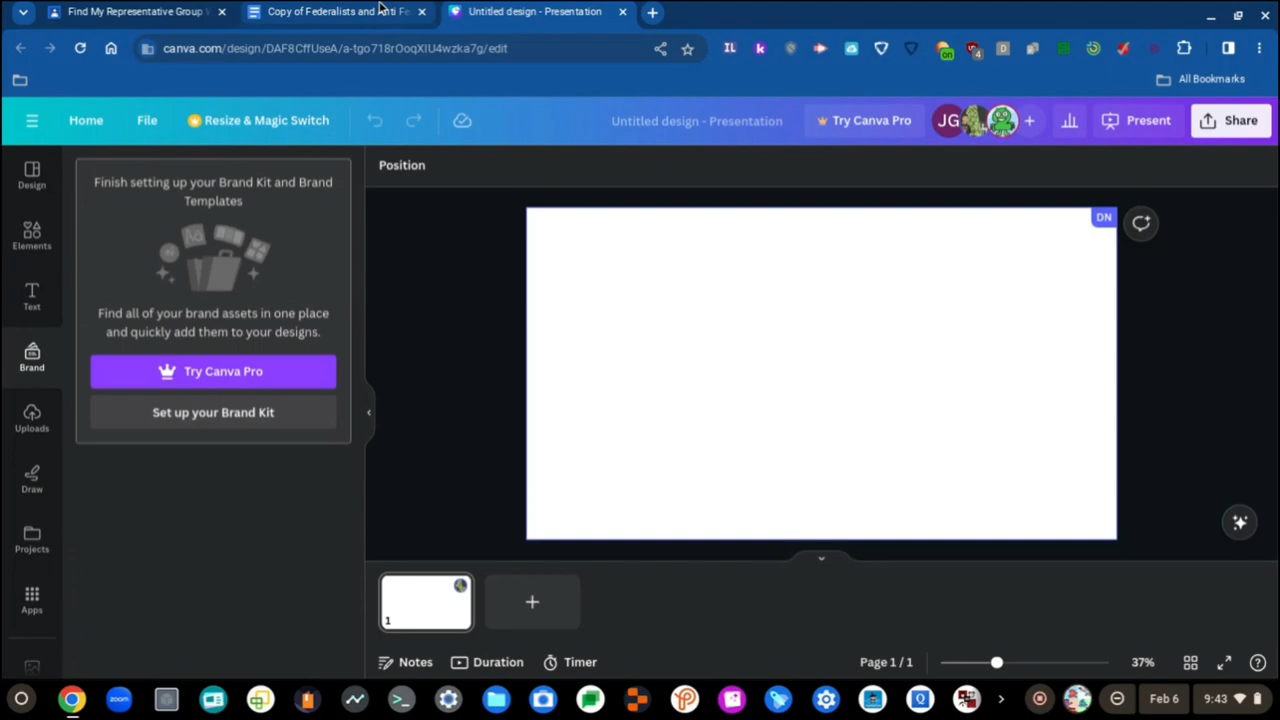 Find My Representative Group
Copy of Federalists and Anti Fe
Untitled design - Presentation
canva.com/design/DAF8CffUseA/a-tgo718rOoqXIU4wzka7g/edit
IL
k
on
4
D
All Bookmarks
Home
File
Resize & Magic Switch
Untitled design - Presentation
Try Canva Pro
JG
Present
Share
Design
Elements
Text
Brand
Uploads
Draw
Projects
Apps
Finish setting up your Brand Kit and Brand
Templates
Find all of your brand assets in one place
and quickly add them to your designs.
Try Canva Pro
Set up your Brand Kit
Position
DN
1
Notes
Duration
Timer
Page 1 / 1
37%
zoom
Q
Feb 6
9:43